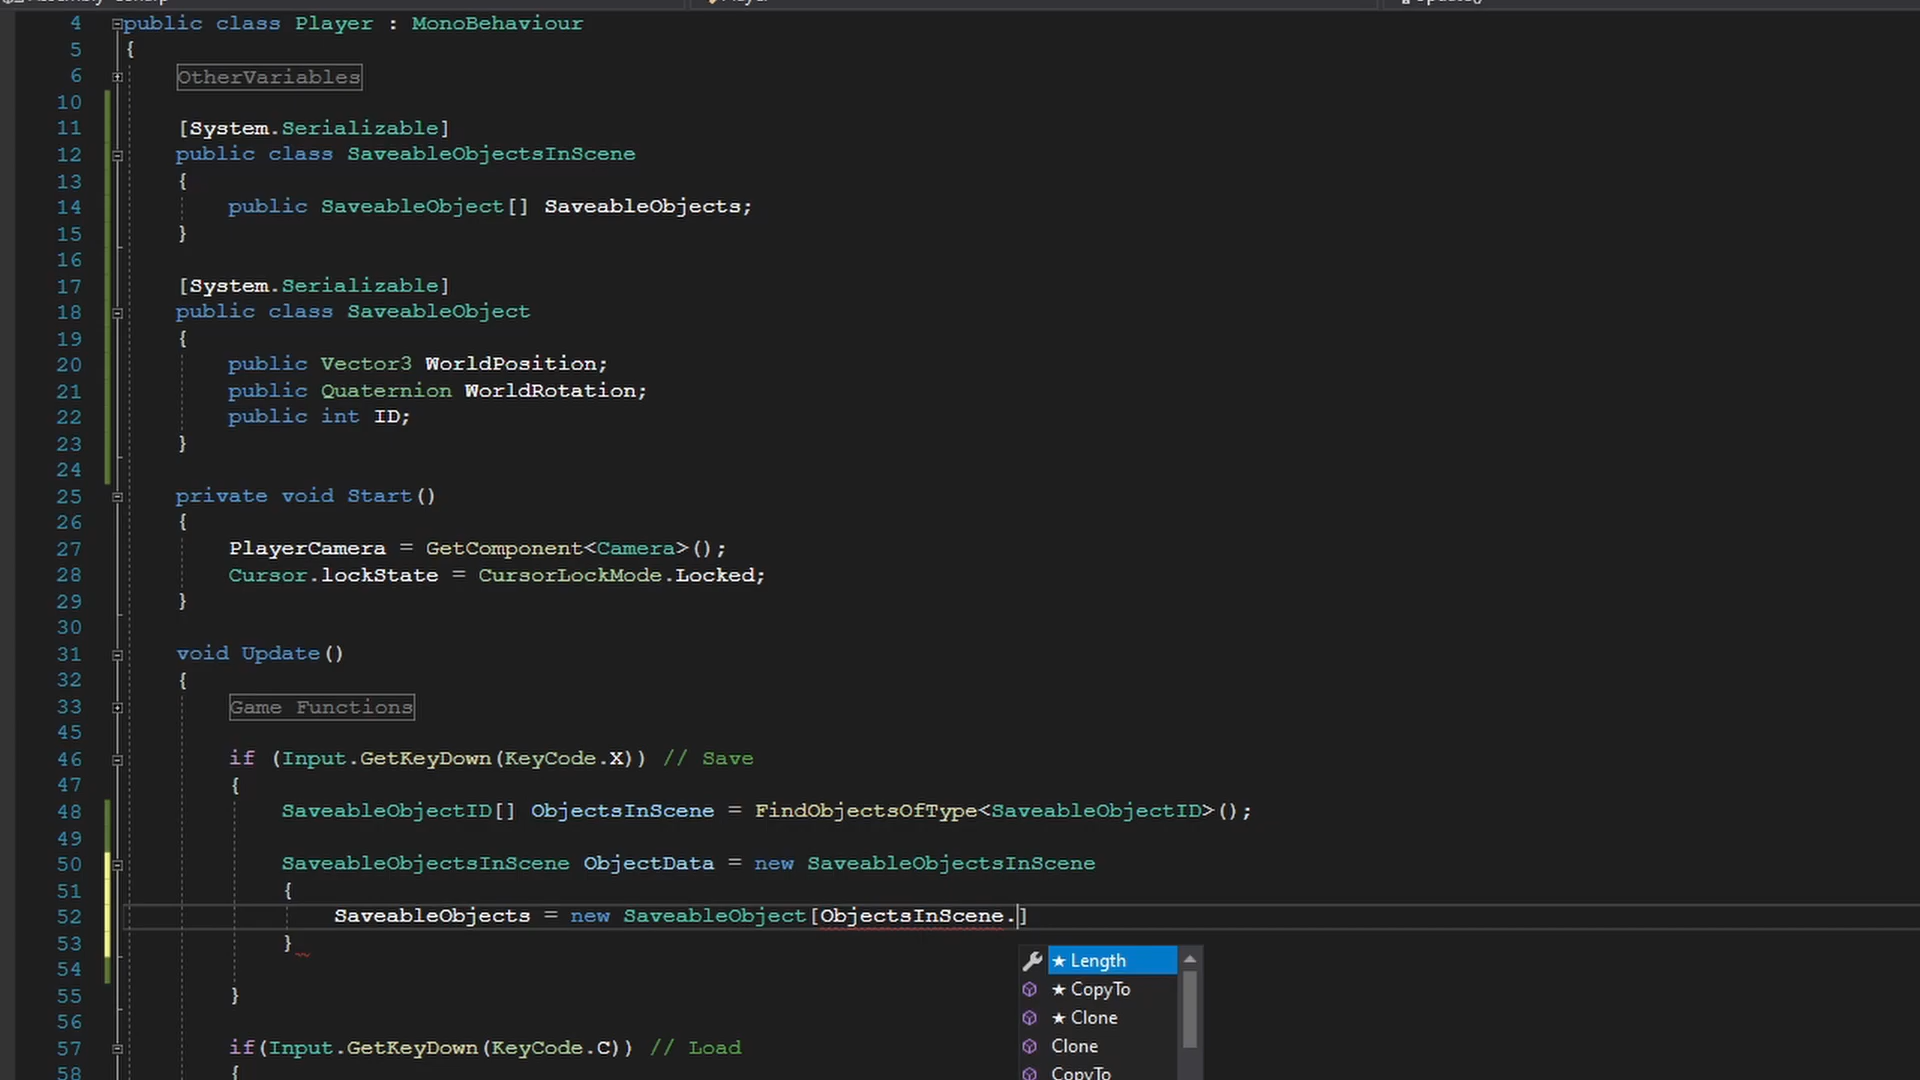 4 public class Player : MonoBehaviour
5 {
6 OtherVariables
10
11 [System.Serializable]
12 public class SaveableObjectsInScene
13 {
14 public SaveableObject[] SaveableObjects;
15 }
16
17 [System.Serializable]
18 public class SaveableObject
19 {
20 public Vector3 WorldPosition;
21 public Quaternion WorldRotation;
22 public int ID;
23 }
24
25 private void Start()
26 {
27 PlayerCamera = GetComponent<Camera>();
28 Cursor.lockState = CursorLockMode.Locked;
29 }
30
31 void Update()
32 {
33 Game Functions
45
46 if (Input.GetKeyDown(KeyCode.X)) // Save
47 {
48 SaveableObjectID[] ObjectsInScene = FindObjectsOfType<SaveableObjectID>();
49
50 SaveableObjectsInScene ObjectData = new SaveableObjectsInScene
51 {
52 SaveableObjects = new SaveableObject[ObjectsInScene.]
53 }
★ Length
54
★ CopyTo
55 }
★ Clone
56
Clone
57 if(Input.GetKeyDown(KeyCode.C)) // Load
CopyTo
58 {